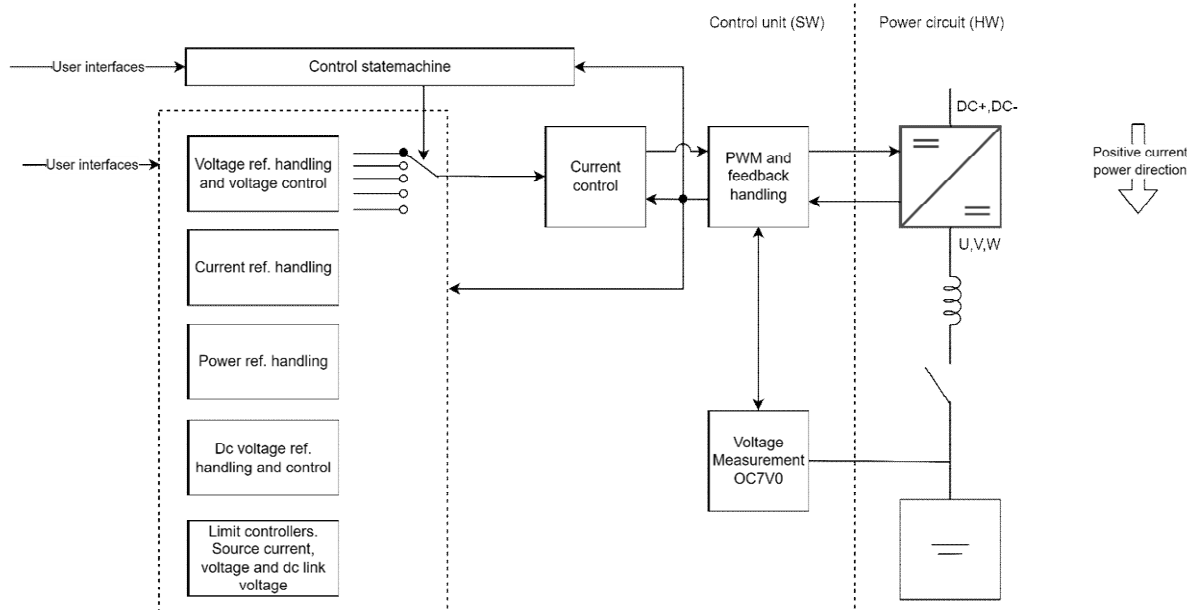 Control unit (SW)
Power circuit (HW)
User interfaces
Control statemachine
DC+,DC-
User interfaces
Voltage ref. handling
and voltage control
Current
control
PWM and
feedback
handling
Positive current
power direction
U,V,W
Current ref. handling
Power ref. handling
Dc voltage ref.
handling and control
Voltage
Measurement
OC7V0
Limit controllers.
Source current,
voltage and dc link
voltage